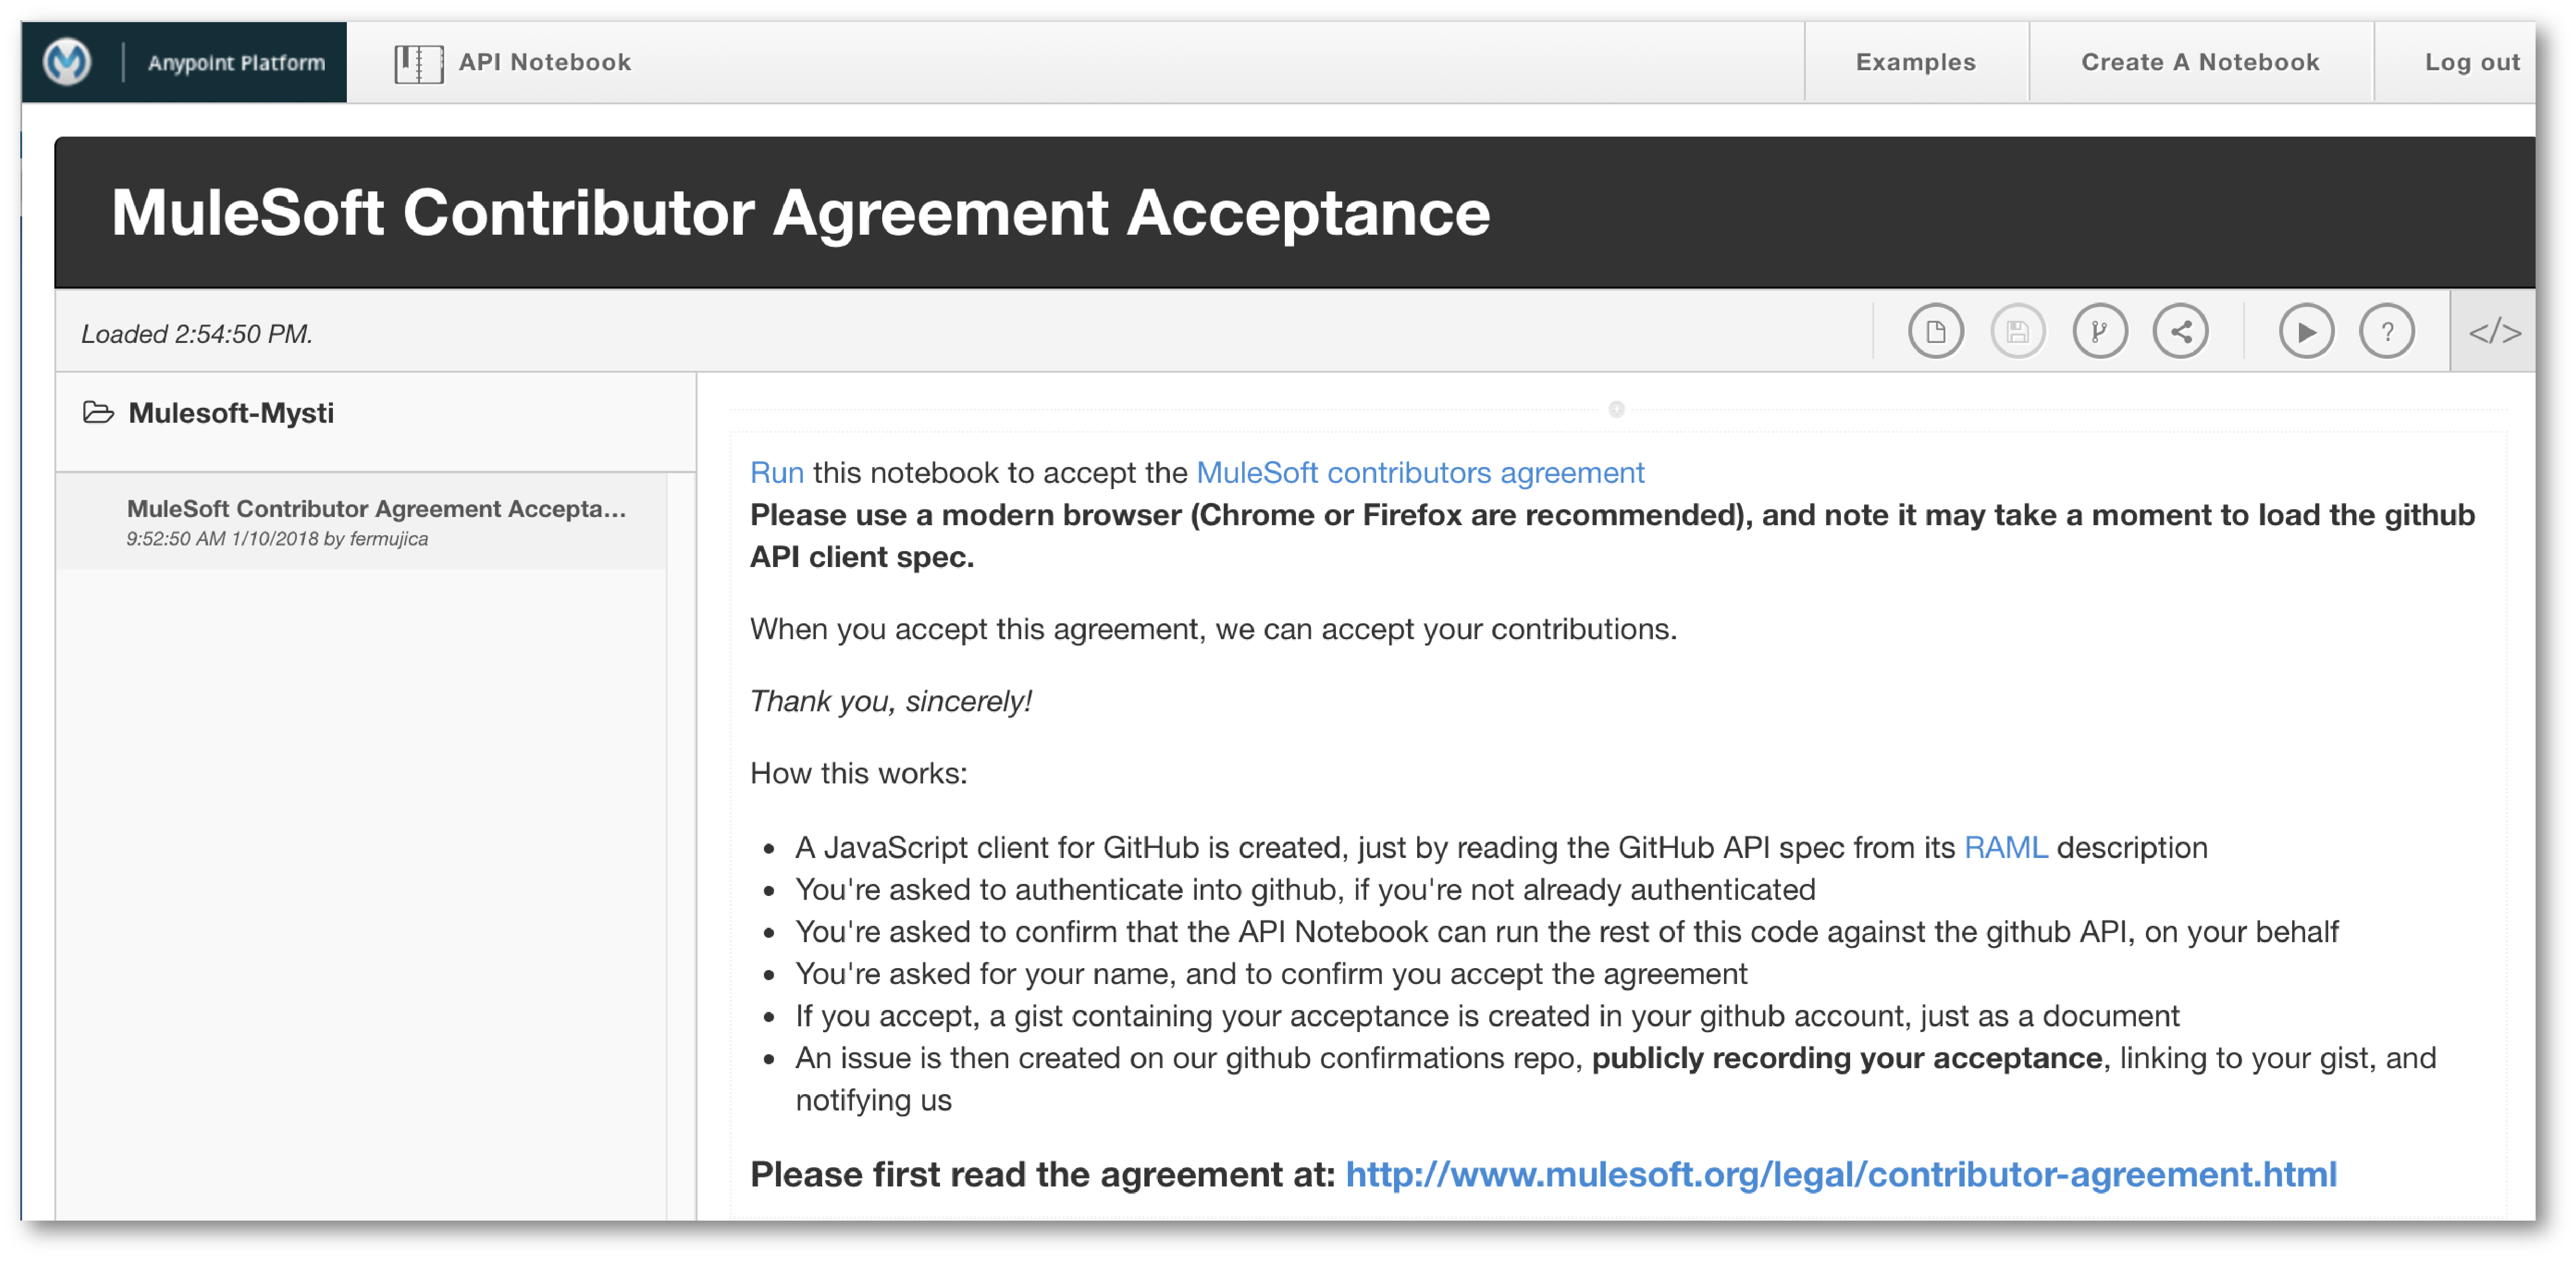 Anypoint Platform
API Notebook
Examples
Create A Notebook
Log out
MuleSoft Contributor Agreement Acceptance
Loaded 2:54:50 PM.
?
</>
Mulesoft-Mysti
MuleSoft Contributor Agreement Accepta...
9:52:50 AM 1/10/2018 by fermujica
Run this notebook to accept the MuleSoft contributors agreement
Please use a modern browser (Chrome or Firefox are recommended), and note it may take a moment to load the github
API client spec.
When you accept this agreement, we can accept your contributions.
Thank you, sincerely!
How this works:
• A JavaScript client for GitHub is created, just by reading the GitHub API spec from its RAML description
• You're asked to authenticate into github, if you're not already authenticated
• You're asked to confirm that the API Notebook can run the rest of this code against the github API, on your behalf
• You're asked for your name, and to confirm you accept the agreement
• If you accept, a gist containing your acceptance is created in your github account, just as a document
• An issue is then created on our github confirmations repo, publicly recording your acceptance, linking to your gist, and
notifying us
Please first read the agreement at: http://www.mulesoft.org/legal/contributor-agreement.html